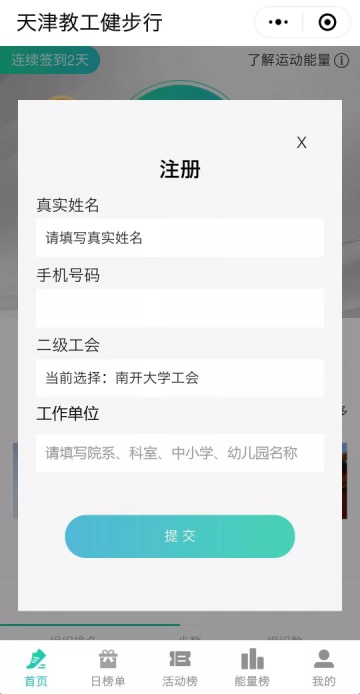 天津教工健步行
连续签到2天
了解运动能量
X
注册
真实姓名
请填写真实姓名
手机号码
二级工会
当前选择：南开大学工会
工作单位
请填写院系、科室、中小学、幼儿园名称
提交
首页
日榜单
活动榜
能量榜
我的